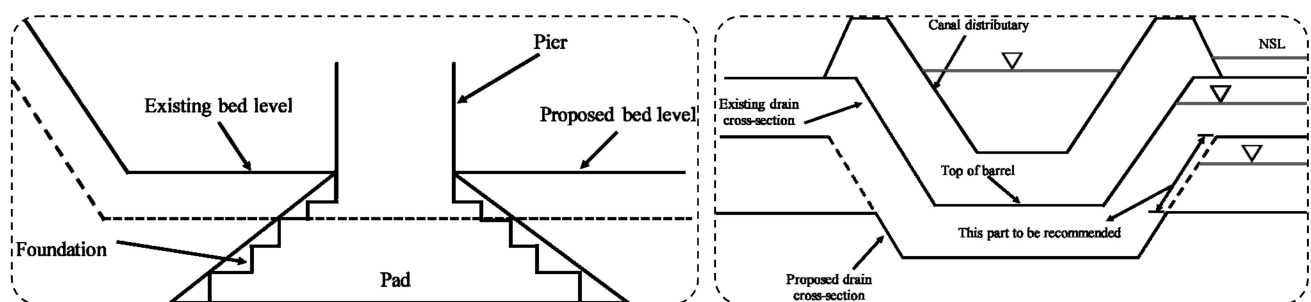 Pier
Existing bed level
Proposed bed level
Foundation
Pad
Canal distributary
NSL
Existing drain
cross-section
Top of barrel
This part to be recommended
Proposed drain
cross-section